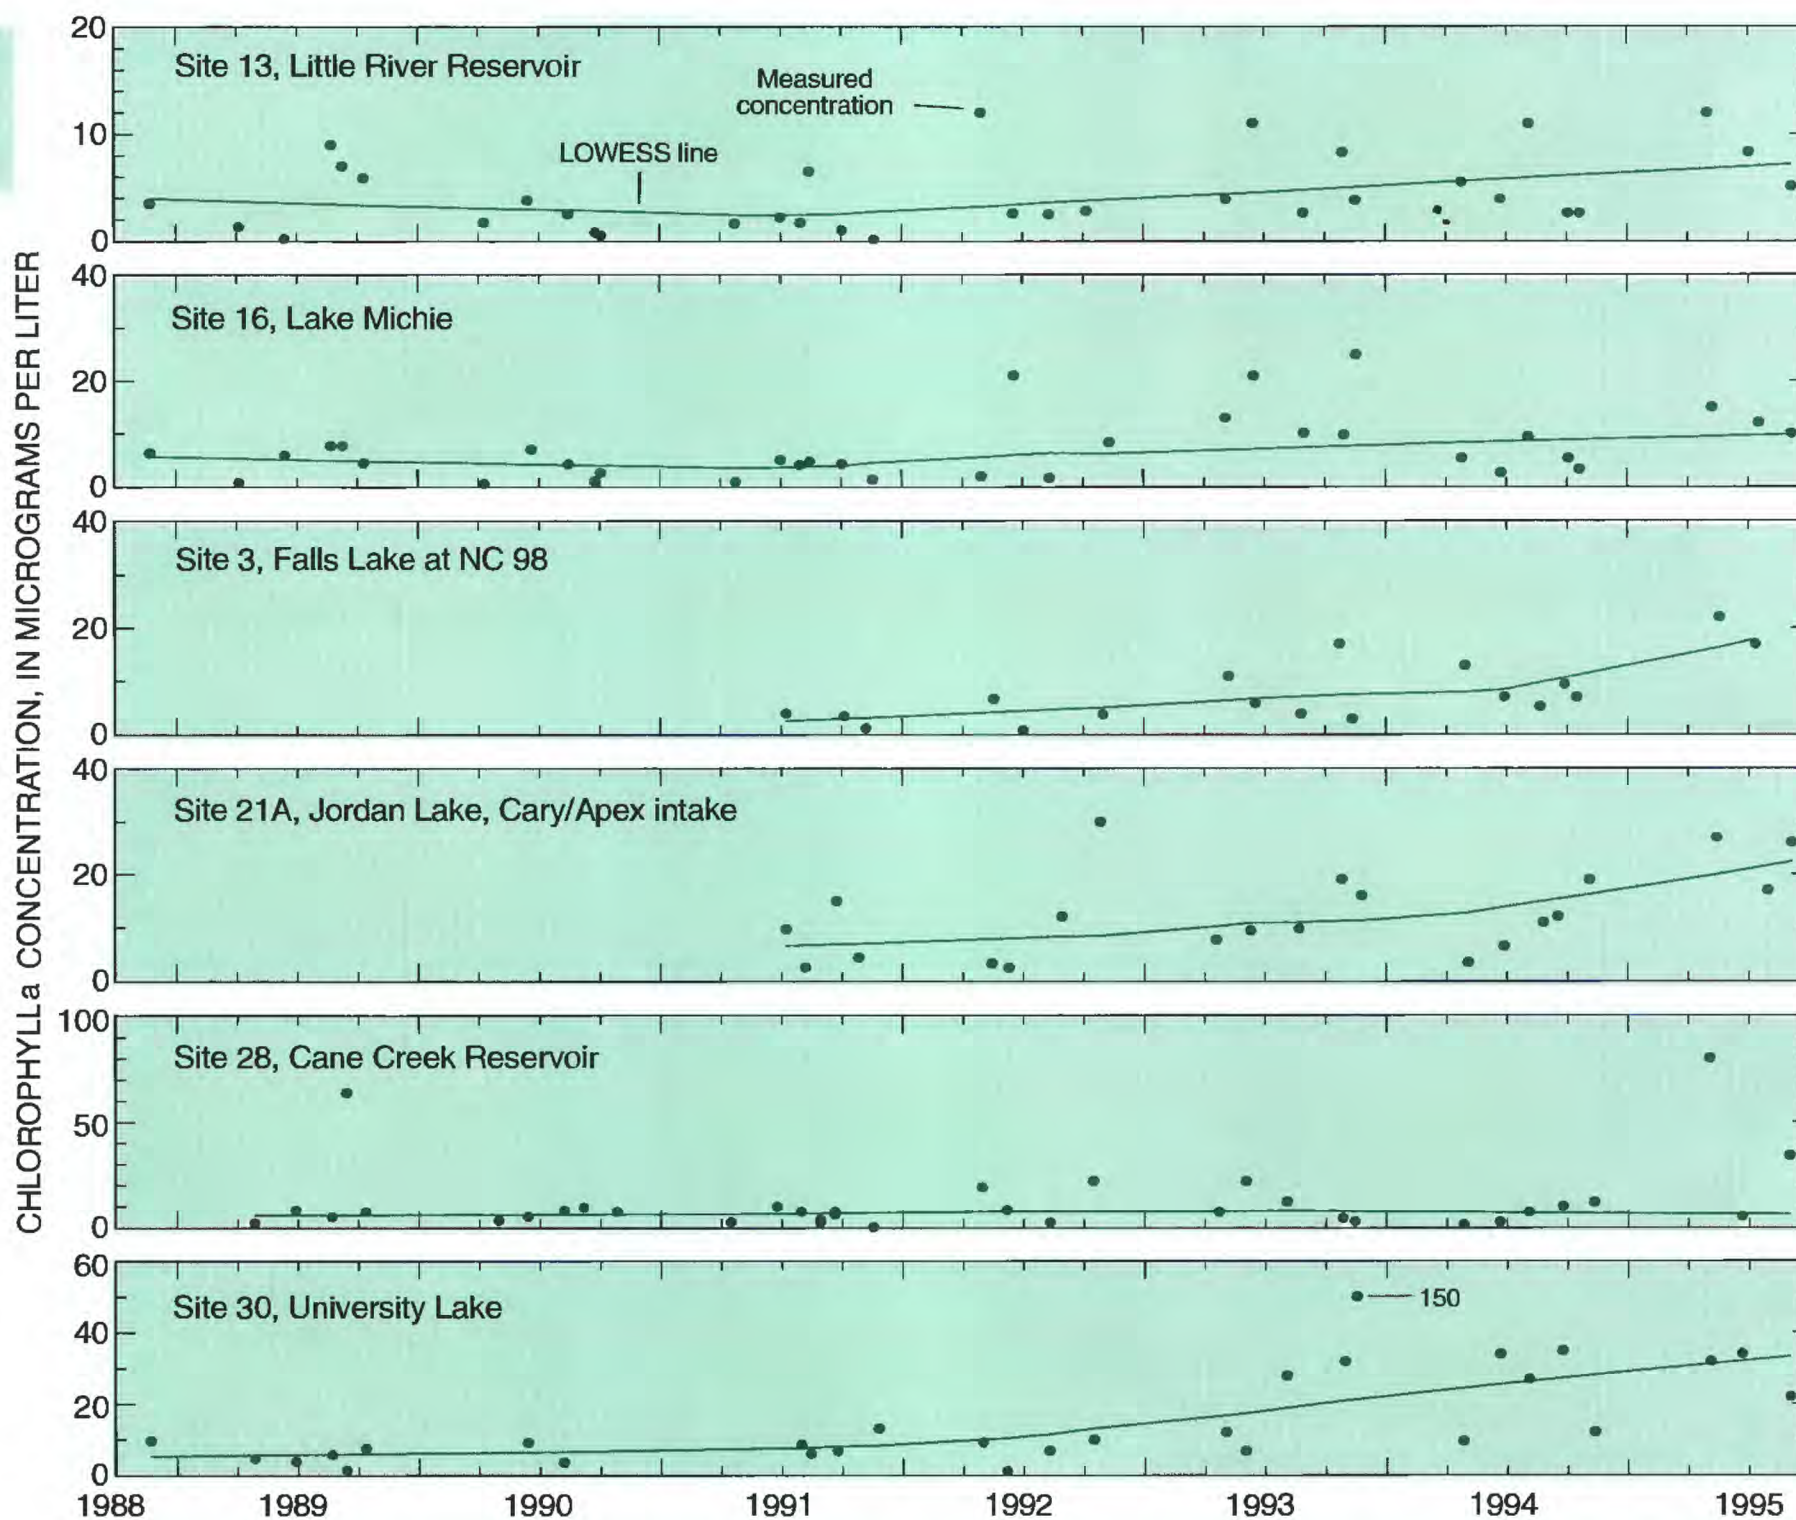 CHLOROPHYLL a CONCENTRATION, IN MICROGRAMS PER LITER
20
Site 13, Little River Reservoir
Measured
concentration
10
LOWESS line
0
40
Site 16, Lake Michie
20
0
40
Site 3, Falls Lake at NC 98
20
0
40
Site 21A, Jordan Lake, Cary/Apex intake
20
0
100
Site 28, Cane Creek Reservoir
50
0
60
Site 30, University Lake
150
40
20
0
1988 1989 1990 1991 1992 1993 1994 1995